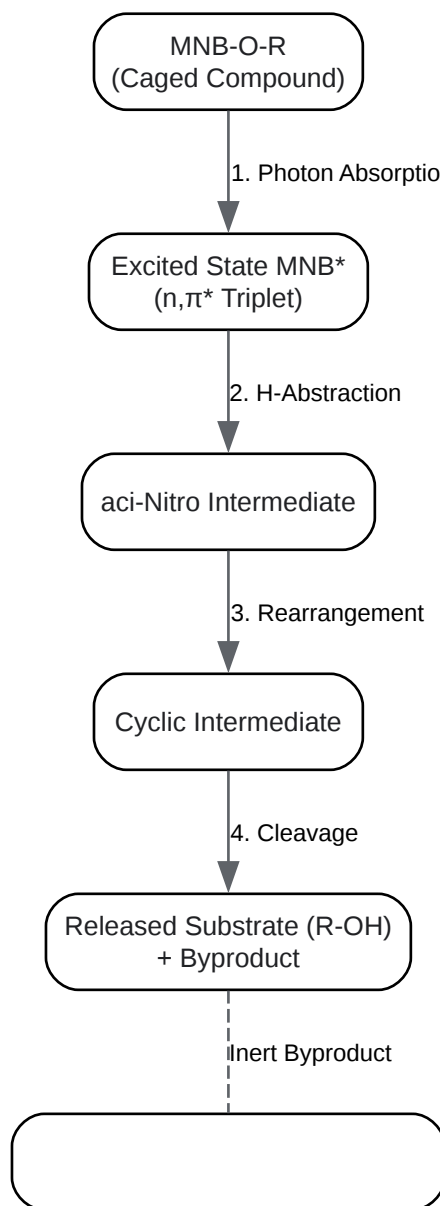 MNB-O-R
(Caged Compound)
1. Photon Absorptio
Excited State MNB*
(n,π* Triplet)
2. H-Abstraction
aci-Nitro Intermediate
3. Rearrangement
Cyclic Intermediate
4. Cleavage
Released Substrate (R-OH)
+ Byproduct
Inert Byproduct